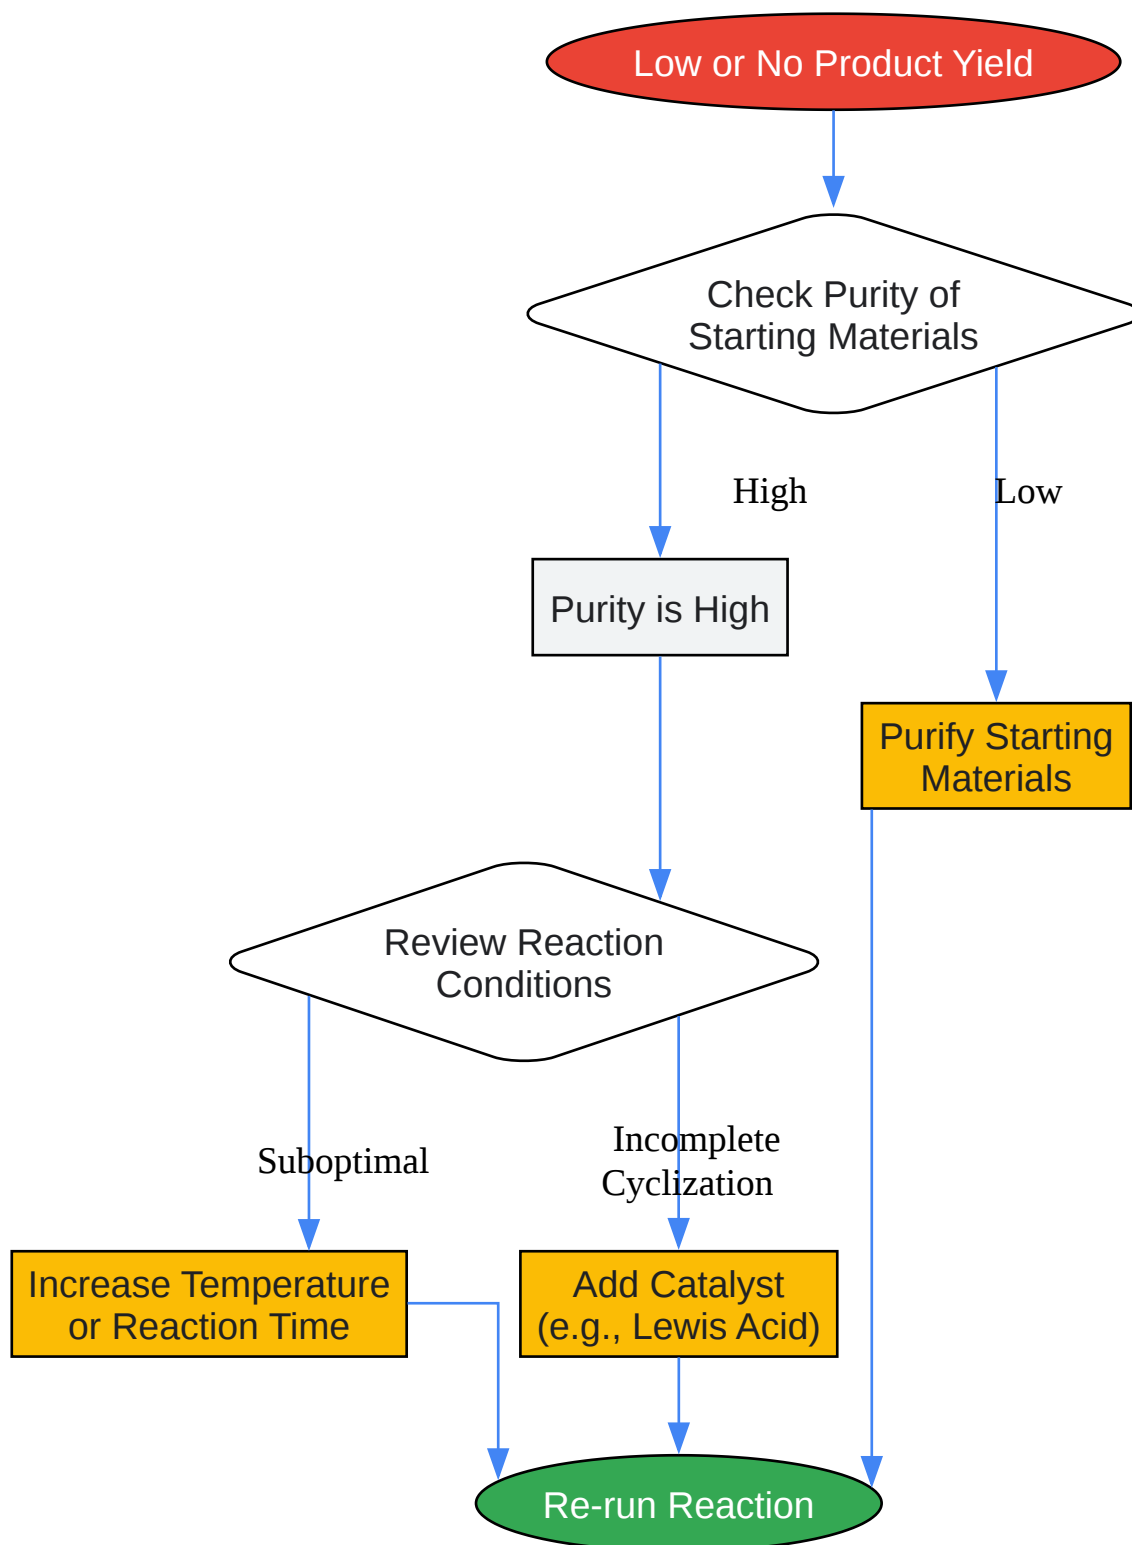 Low or No Product Yield
Check Purity of
Starting Materials
High
Low
Purity is High
Purify Starting
Materials
Review Reaction
Conditions
Suboptimal
Incomplete
Cyclization
Increase Temperature
or Reaction Time
Add Catalyst
(e.g., Lewis Acid)
Re-run Reaction